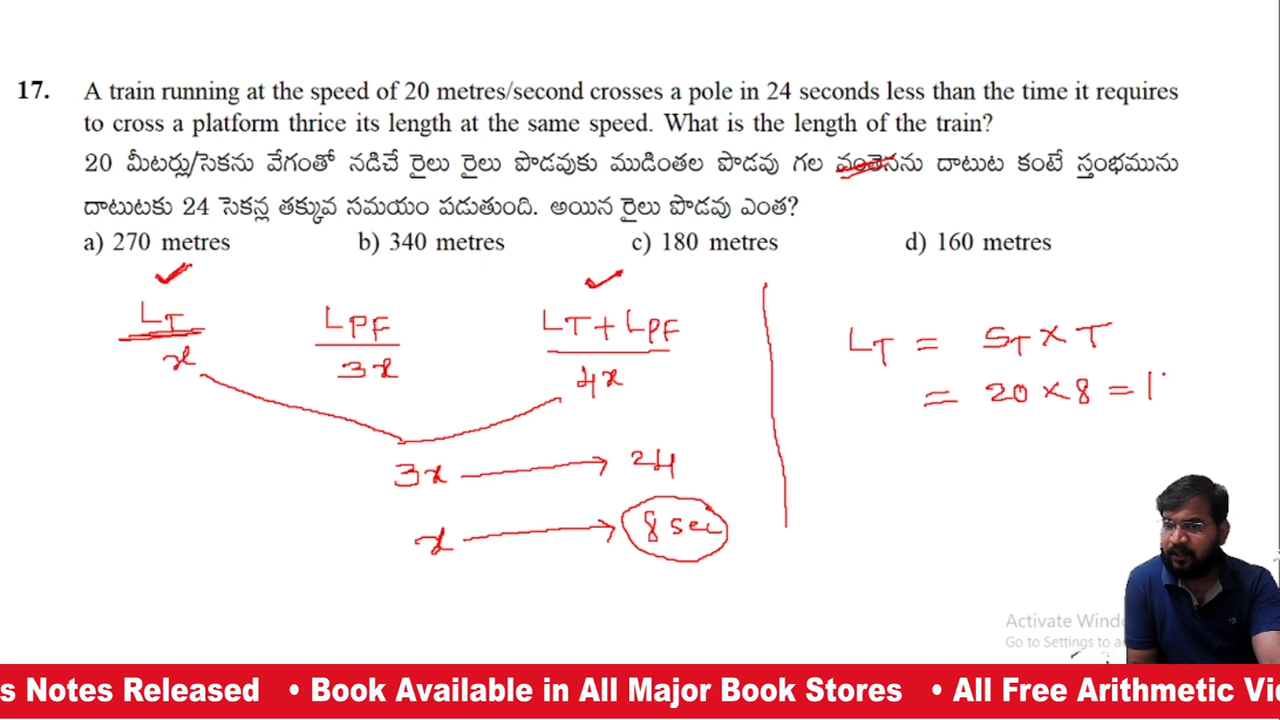 17. A train running at the speed of 20 metres/second crosses a pole in 24 seconds less than the time it requires
to cross a platform thrice its length at the same speed. What is the length of the train?
20 మీటర్లు/సెకను వేగంతో నడిచే రైలు రైలు పొడవుకు ముడింతల పొడవు గల వంతెనను దాటుట కంటే స్తంభమును
దాటుటకు 24 సెకన్ల తక్కువ సమయం పడుతుంది. అయిన రైలు పొడవు ఎంత?
a) 270 metres b) 340 metres c) 180 metres d) 160 metres
LT LPF LT + LPF
x 3x 4x
LT = ST × T
= 20 × 8 = 1
3x → 24
x → 8 sec
Activate Wind
Go to Settings to a
s Notes Released • Book Available in All Major Book Stores • All Free Arithmetic Vi